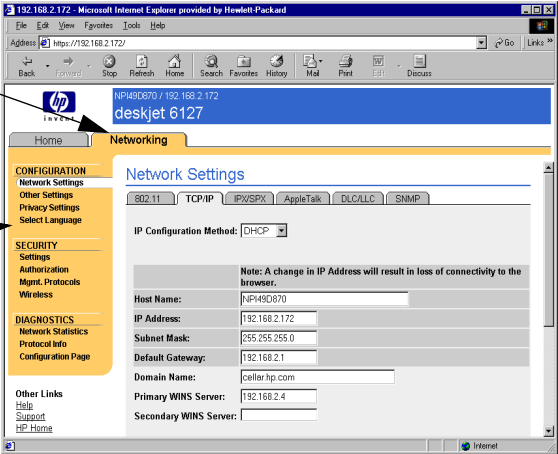 192.168.2.172 - Microsoft Internet Explorer provided by Hewlett-Packard
File Edit View Favorites Tools Help
Address https://192.168.2.172/ Go Links »
Back Forward Stop Refresh Home Search Favorites History Mail Print Edit Discuss
hp
invent
NPI49D870 / 192.168.2.172
deskjet 6127
Home Networking
CONFIGURATION
Network Settings
Other Settings
Privacy Settings
Select Language
SECURITY
Settings
Authorization
Mgmt. Protocols
Wireless
DIAGNOSTICS
Network Statistics
Protocol Info
Configuration Page
Other Links
Help
Support
HP Home
Network Settings
802.11 TCP/IP IPX/SPX AppleTalk DLC/LLC SNMP
IP Configuration Method: DHCP
Note: A change in IP Address will result in loss of connectivity to the
browser.
Host Name: NPI49D870
IP Address: 192.168.2.172
Subnet Mask: 255.255.255.0
Default Gateway: 192.168.2.1
Domain Name: cellar.hp.com
Primary WINS Server: 192.168.2.4
Secondary WINS Server:
Internet